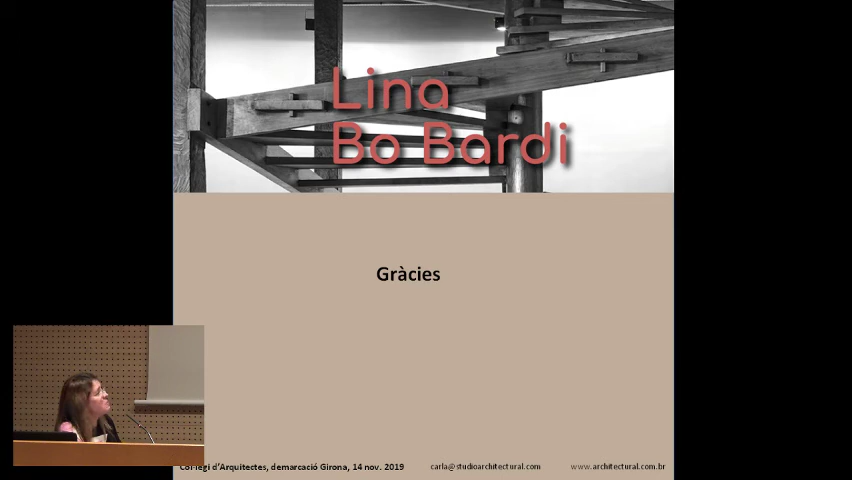 Lina
Bo Bardi
Gràcies
Col·legi d'Arquitectes, demarcació Girona, 14 nov. 2019
carla@studioarchitectural.com
www.architectural.com.br